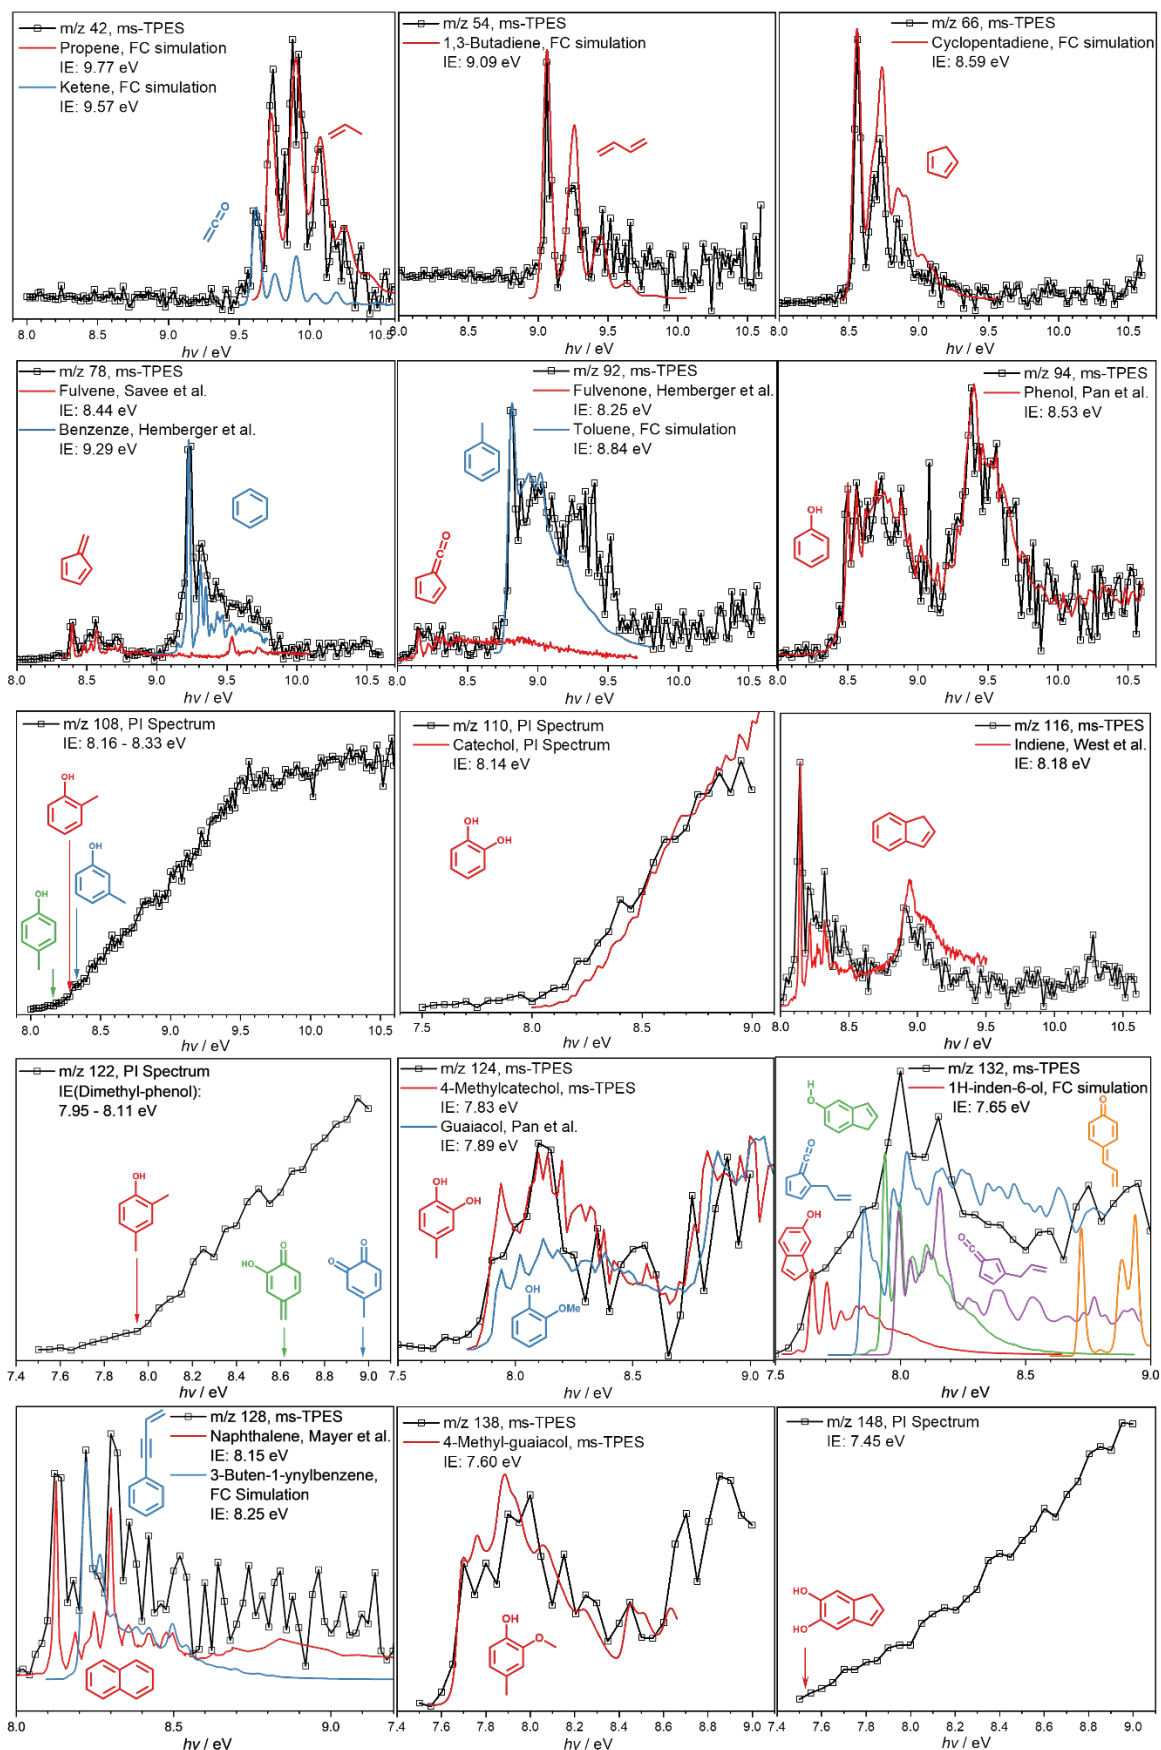 m/z 42, ms-TPES
Propene, FC simulation
IE: 9.77 eV
Ketene, FC simulation
IE: 9.57 eV
O
8.0 8.5 9.0 9.5 10.0 10.5
hv / eV
m/z 54, ms-TPES
1,3-Butadiene, FC simulation
IE: 9.09 eV
8.0 8.5 9.0 9.5 10.0 10.5
hv / eV
m/z 66, ms-TPES
Cyclopentadiene, FC simulation
IE: 8.59 eV
8.0 8.5 9.0 9.5 10.0 10.5
hv / eV
m/z 78, ms-TPES
Fulvene, Savee et al.
IE: 8.44 eV
Benzenze, Hemberger et al.
IE: 9.29 eV
8.0 8.5 9.0 9.5 10.0 10.5
hv / eV
m/z 92, ms-TPES
Fulvenone, Hemberger et al.
IE: 8.25 eV
Toluene, FC simulation
IE: 8.84 eV
O
8.0 8.5 9.0 9.5 10.0 10.5
hv / eV
m/z 94, ms-TPES
Phenol, Pan et al.
IE: 8.53 eV
OH
8.0 8.5 9.0 9.5 10.0 10.5
hv / eV
m/z 108, PI Spectrum
IE: 8.16 - 8.33 eV
OH
OH
OH
8.0 8.5 9.0 9.5 10.0 10.5
hv / eV
m/z 110, PI Spectrum
Catechol, PI Spectrum
IE: 8.14 eV
OH
OH
7.5 8.0 8.5 9.0
hv / eV
m/z 116, ms-TPES
Indiene, West et al.
IE: 8.18 eV
8.0 8.5 9.0 9.5 10.0 10.5
hv / eV
m/z 122, PI Spectrum
IE(Dimethyl-phenol):
7.95 - 8.11 eV
OH
O
HO
O
O
7.4 7.6 7.8 8.0 8.2 8.4 8.6 8.8 9.0
hv / eV
m/z 124, ms-TPES
4-Methylcatechol, ms-TPES
IE: 7.83 eV
Guaiacol, Pan et al.
IE: 7.89 eV
OH
OH
OH
OMe
7.5 8.0 8.5 9.0
hv / eV
m/z 132, ms-TPES
1H-inden-6-ol, FC simulation
IE: 7.65 eV
H
O
O
O
OH
O
7.5 8.0 8.5 9.0
hv / eV
m/z 128, ms-TPES
Naphthalene, Mayer et al.
IE: 8.15 eV
3-Buten-1-ynylbenzene,
FC Simulation
IE: 8.25 eV
8.0 8.5 9.0
hv / eV
m/z 138, ms-TPES
4-Methyl-guaiacol, ms-TPES
IE: 7.60 eV
OH
O
7.4 7.6 7.8 8.0 8.2 8.4 8.6 8.8 9.0
hv / eV
m/z 148, PI Spectrum
IE: 7.45 eV
HO
HO
7.4 7.6 7.8 8.0 8.2 8.4 8.6 8.8 9.0
hv / eV